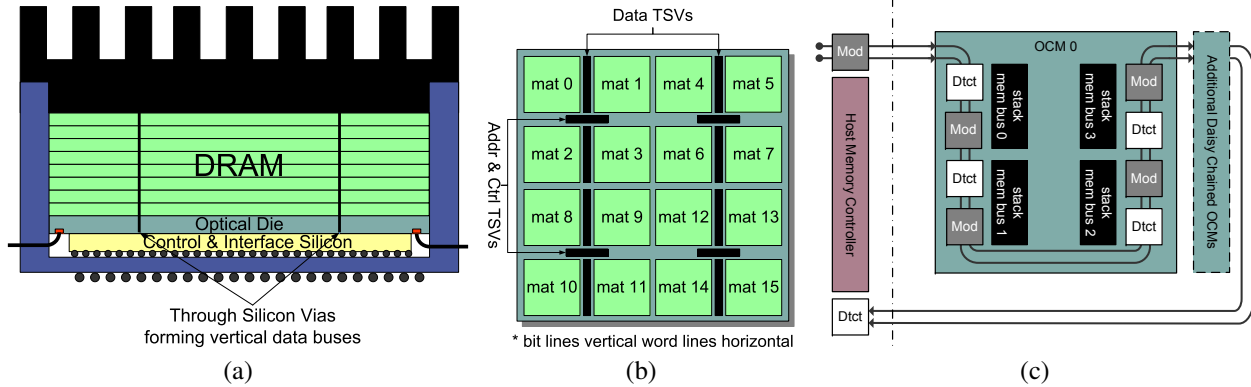 DRAM
Optical Die
Control & Interface Silicon
Through Silicon Vias
forming vertical data buses
(a)
Data TSVs
Addr & Ctrl TSVs
mat 0
mat 1
mat 4
mat 5
mat 2
mat 3
mat 6
mat 7
mat 8
mat 9
mat 12
mat 13
mat 10
mat 11
mat 14
mat 15
* bit lines vertical word lines horizontal
(b)
Mod
Host Memory Controller
Dtct
OCM 0
Dtct
Mod
Dtct
Mod
stack
mem bus 0
stack
mem bus 1
stack
mem bus 3
stack
mem bus 2
Mod
Dtct
Mod
Dtct
Additional Daisy Chained
OCMs
(c)